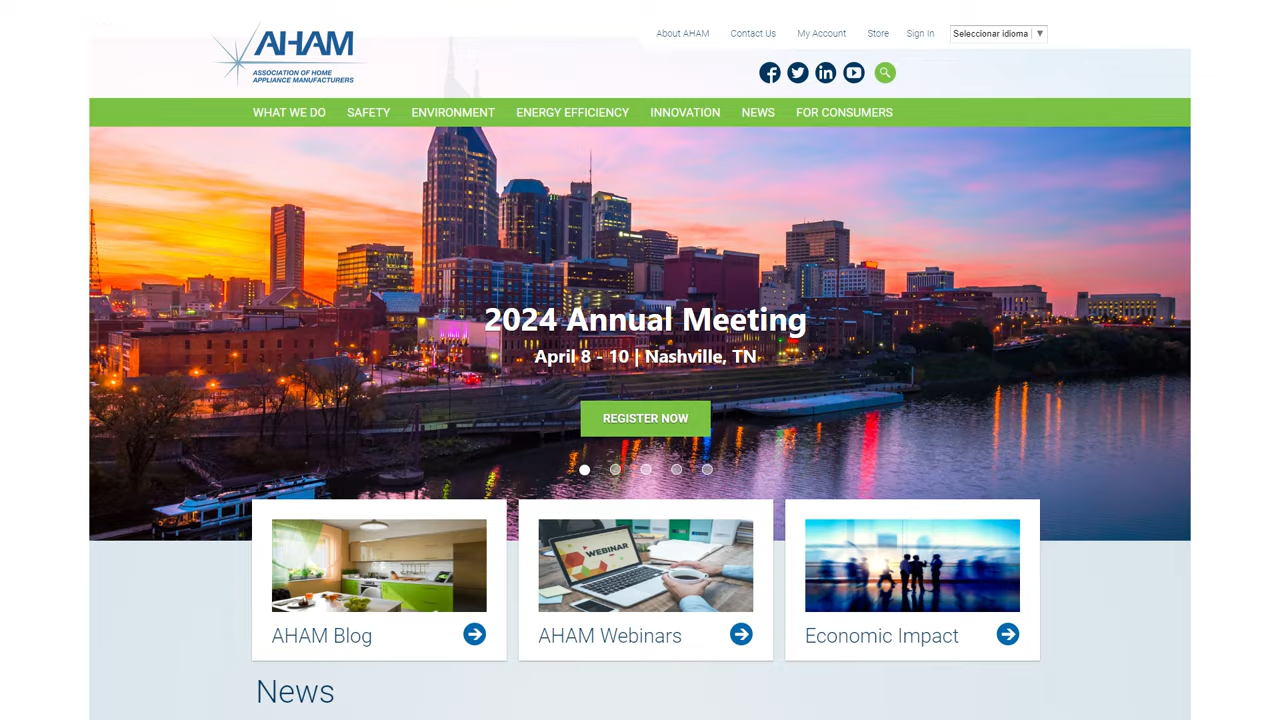 AHAM
ASSOCIATION OF HOME
APPLIANCE MANUFACTURERS
About AHAM Contact Us My Account Store Sign In Seleccionar idioma ▼
WHAT WE DO SAFETY ENVIRONMENT ENERGY EFFICIENCY INNOVATION NEWS FOR CONSUMERS
2024 Annual Meeting
April 8 - 10 | Nashville, TN
REGISTER NOW
WEBINAR
AHAM Blog
AHAM Webinars
Economic Impact
News